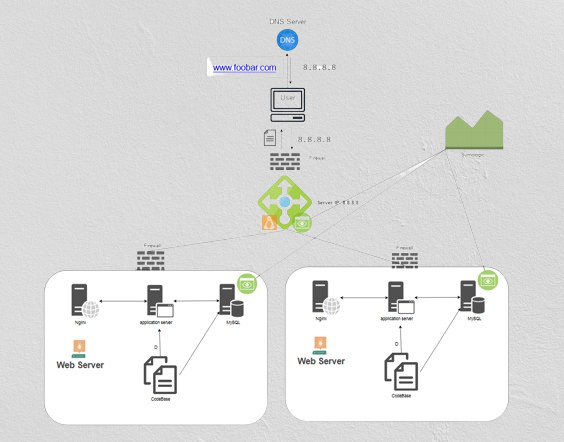 DNS Server
DNS
www.foobar.com
8.8.8.8
User
8.8.8.8
Firewall
Sumologic
Server IP: 8.8.8.8
Firewall
Firewall
Nginx
application server
MySQL
D
Web Server
CodeBase
Nginx
application server
MySQL
D
Web Server
CodeBase